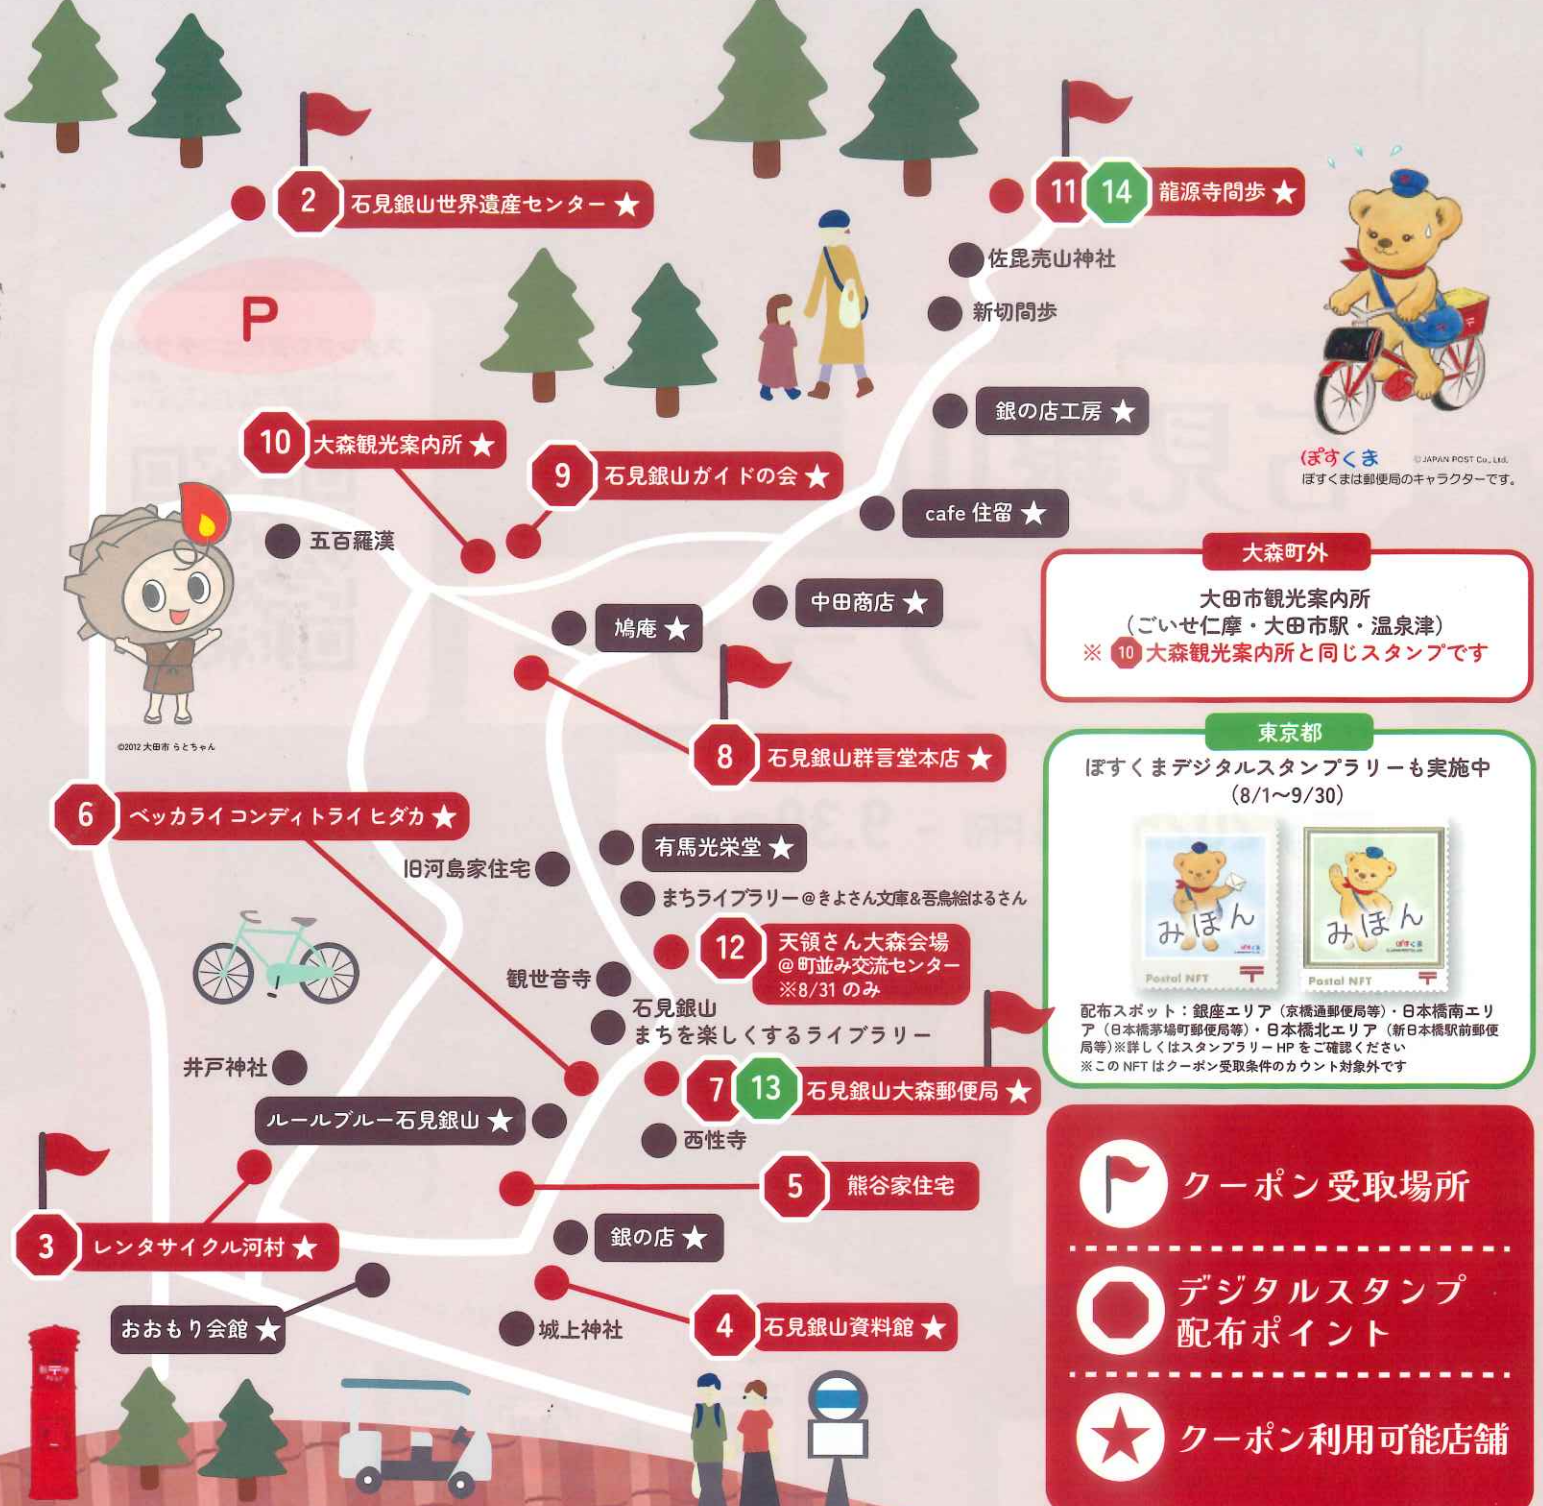 2 石見銀山世界遺産センター ★
11 14 龍源寺間歩 ★
佐毘売山神社
新切間歩
P
銀の店工房 ★
ぽすくま ©JAPAN POST Co., Ltd.
ぽすくまは郵便局のキャラクターです。
10 大森観光案内所 ★
9 石見銀山ガイドの会 ★
cafe 住留 ★
五百羅漢
中田商店 ★
鳩庵 ★
大森町外
大田市観光案内所
(ごいせ仁摩・大田市駅・温泉津)
※ 10 大森観光案内所と同じスタンプです
©2012 大田市 らとちゃん
8 石見銀山群言堂本店 ★
東京都
ぽすくまデジタルスタンプラリーも実施中
(8/1〜9/30)
みほん
ぽすくま
Postal NFT
みほん
ぽすくま
Postal NFT
配布スポット：銀座エリア（京橋通郵便局等）・日本橋南エリ
ア（日本橋茅場町郵便局等）・日本橋北エリア（新日本橋駅前郵便
局等）※詳しくはスタンプラリー HP をご確認ください
※この NFT はクーポン受取条件のカウント対象外です
6 ベッカライ コンディトライ ヒダカ ★
有馬光栄堂 ★
旧河島家住宅
まちライブラリー＠きよさん文庫&吾鳥絵はるさん
12 天領さん大森会場
@ 町並み交流センター
※8/31 のみ
観世音寺
石見銀山
まちを楽しくするライブラリー
井戸神社
7 13 石見銀山大森郵便局 ★
ルールブルー石見銀山 ★
西性寺
5 熊谷家住宅
3 レンタサイクル河村 ★
銀の店 ★
おおもり会館 ★
城上神社
4 石見銀山資料館 ★
クーポン受取場所
デジタルスタンプ
配布ポイント
クーポン利用可能店舗